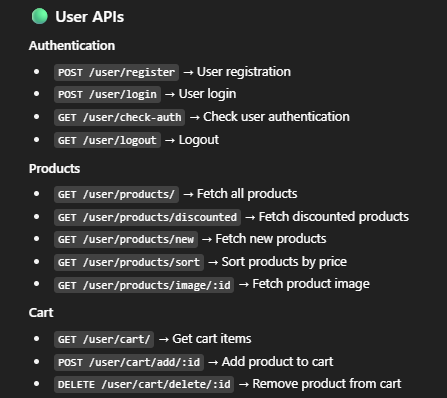 User APIs
Authentication
• POST /user/register → User registration
• POST /user/login → User login
• GET /user/check-auth → Check user authentication
• GET /user/logout → Logout
Products
• GET /user/products/ → Fetch all products
• GET /user/products/discounted → Fetch discounted products
• GET /user/products/new → Fetch new products
• GET /user/products/sort → Sort products by price
• GET /user/products/image/:id → Fetch product image
Cart
• GET /user/cart/ → Get cart items
• POST /user/cart/add/:id → Add product to cart
• DELETE /user/cart/delete/:id → Remove product from cart